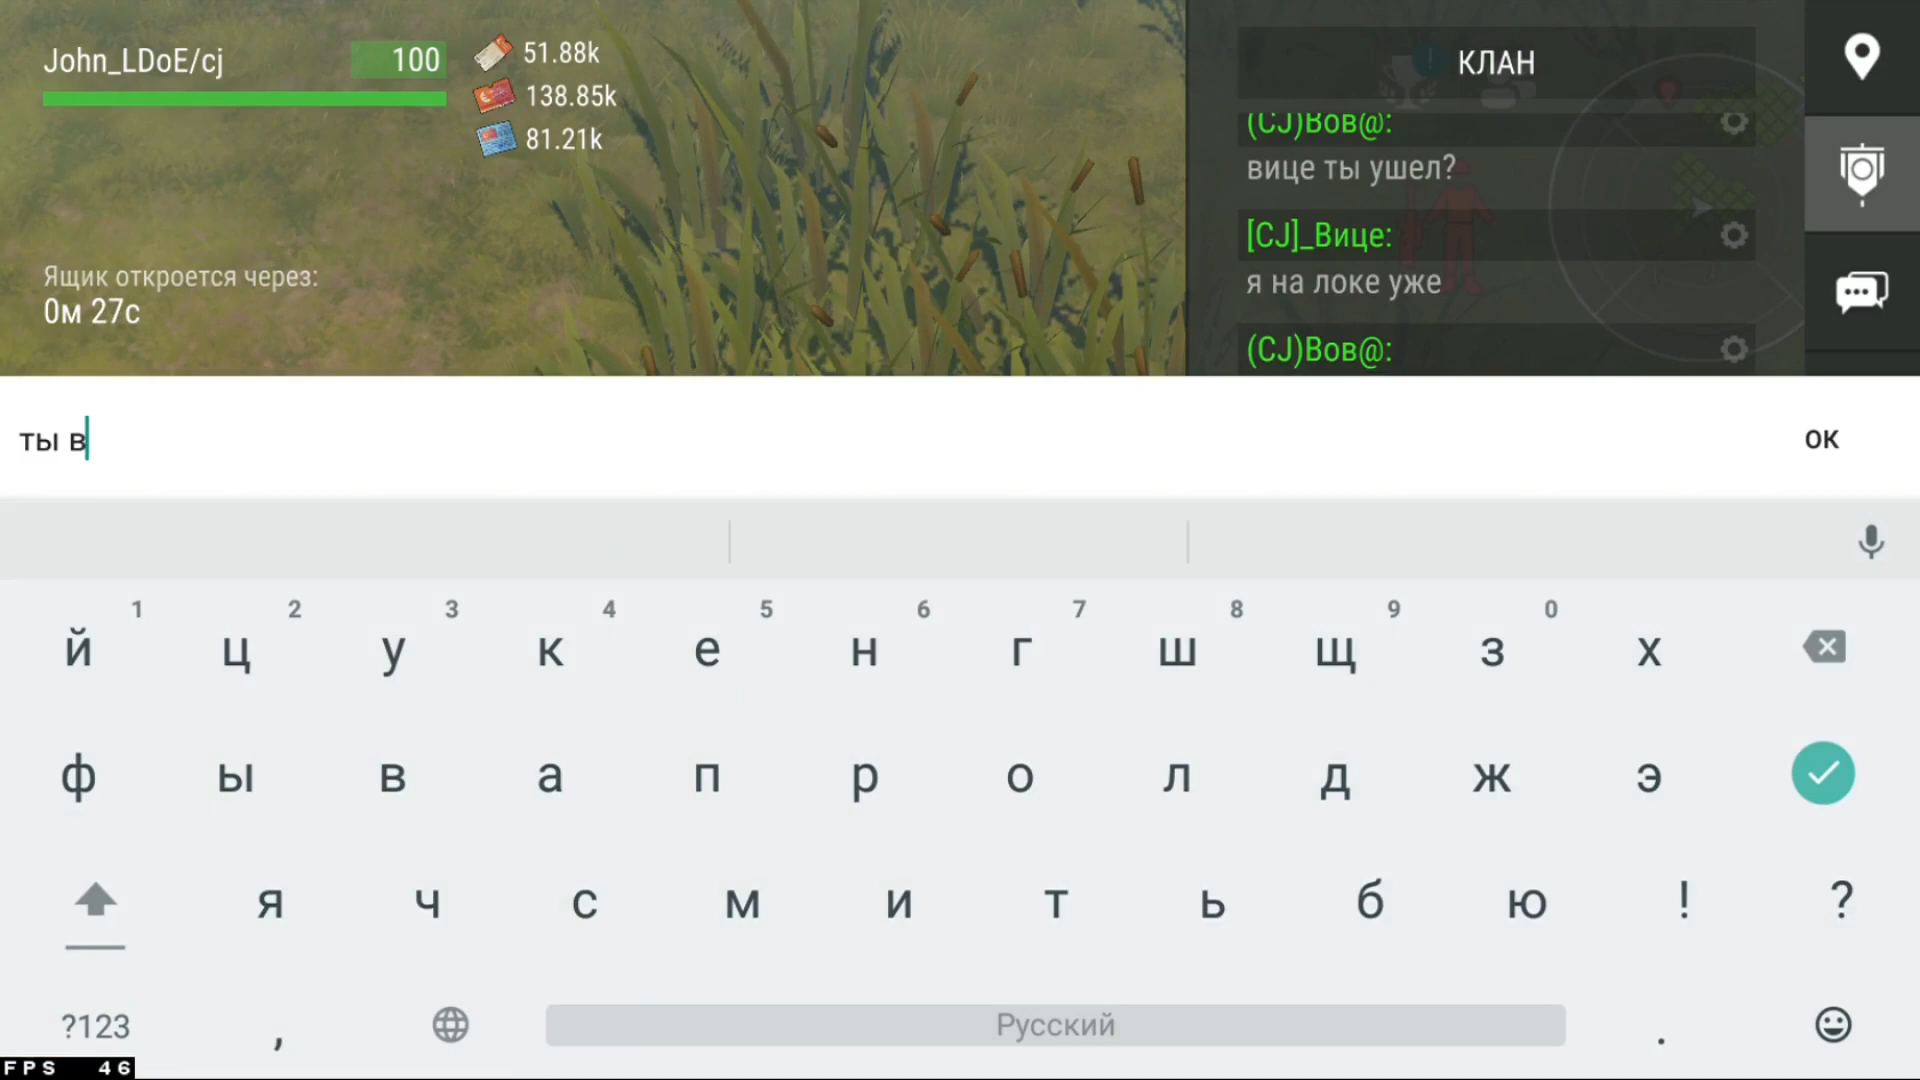 John_LDoE/cj 100
51.88k
138.85k
81.21k
Ящик откроется через:
0м 27с
КЛАН
(CJ)Вов@:
вице ты ушел?
[CJ]_Вице:
я на локе уже
(CJ)Вов@:
ты в
ОК
1 2 3 4 5 6 7 8 9 0
й ц у к е н г ш щ з х
ф ы в а п р о л д ж э
я ч с м и т ь б ю ! ?
?123 , Русский .
FPS 46